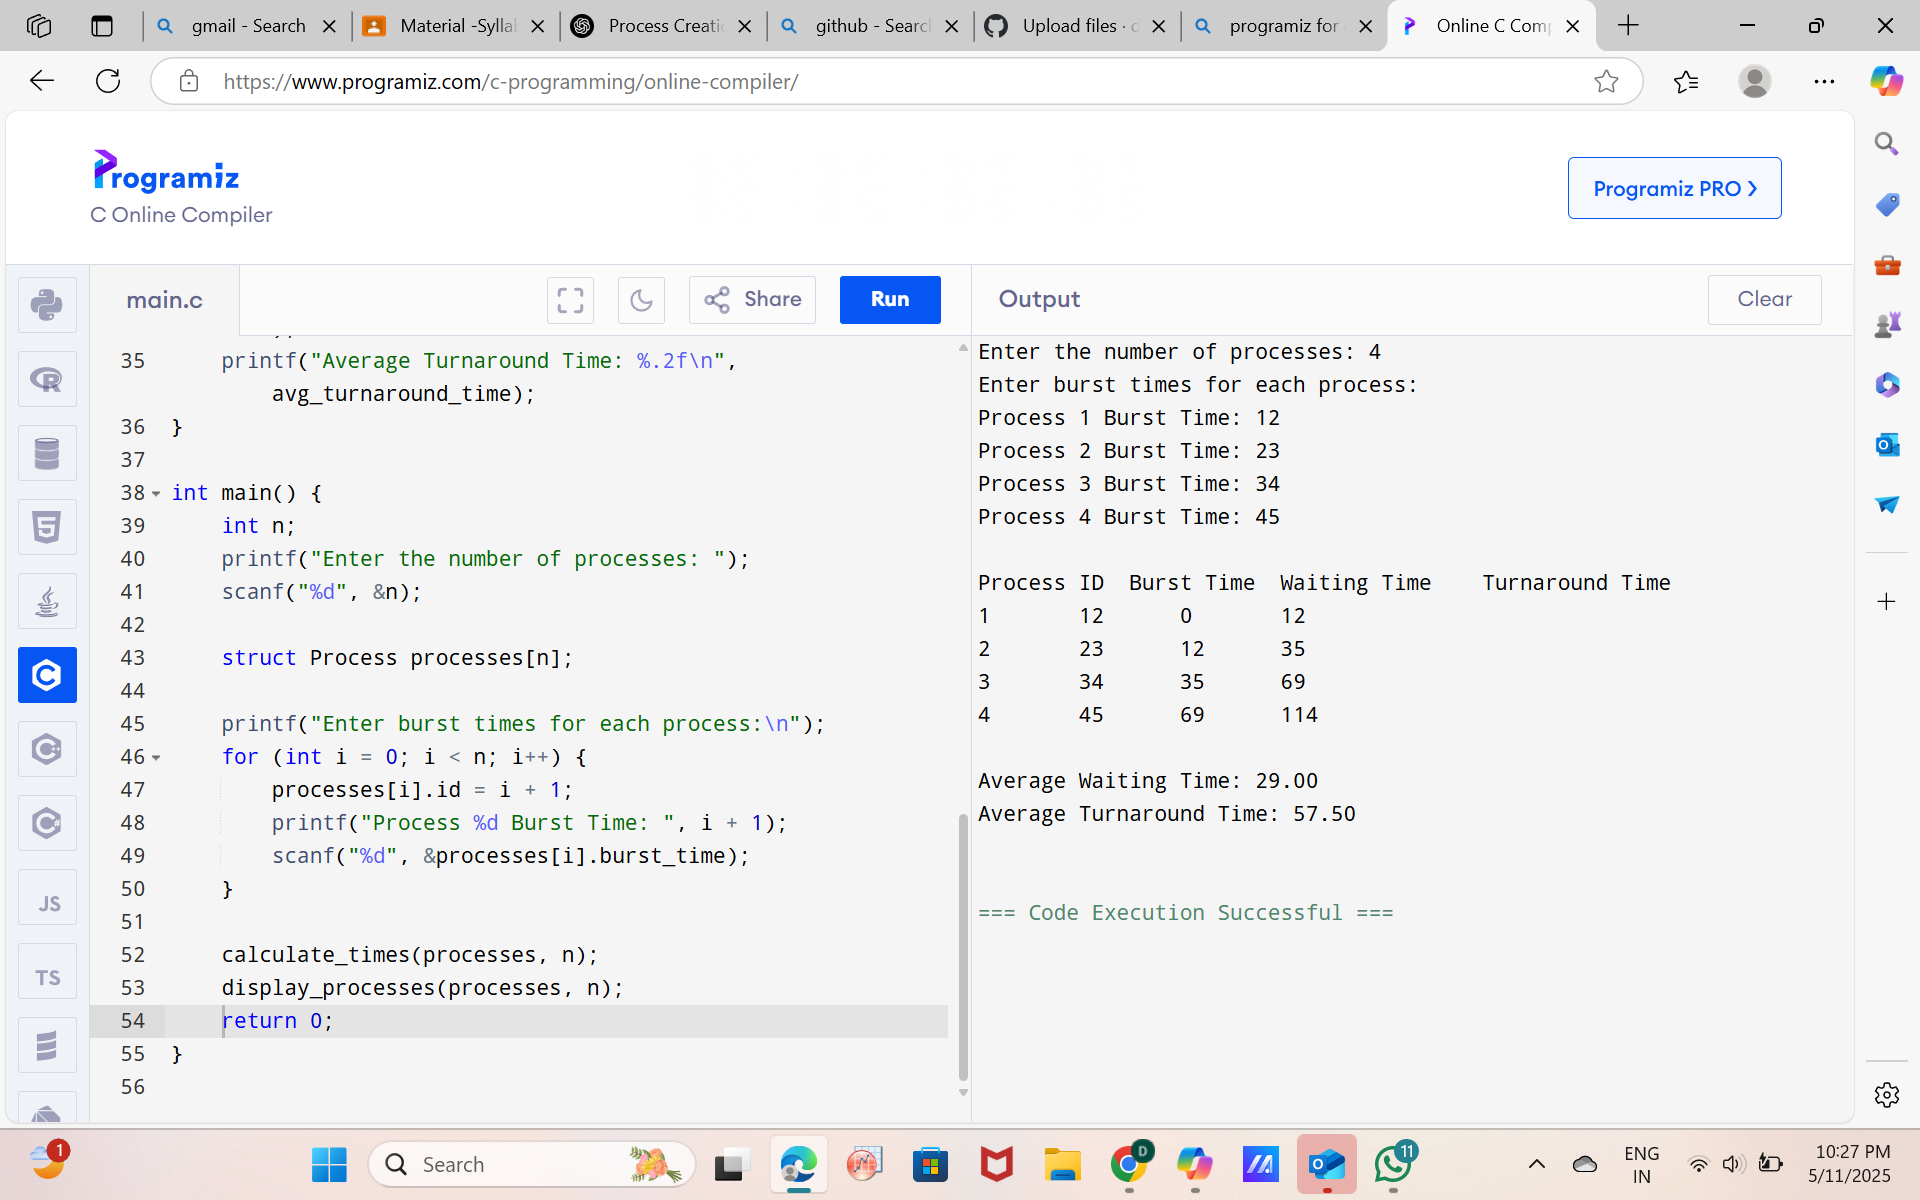 gmail - Search
Material -Sylla
Process Creati
github - Searc
Upload files · d
programiz for
Online C Comp
https://www.programiz.com/c-programming/online-compiler/
Programiz
C Online Compiler
Programiz PRO >
main.c
Share
Run
Output
Clear
35 printf("Average Turnaround Time: %.2f\n",
avg_turnaround_time);
36 }
37
38 int main() {
39 int n;
40 printf("Enter the number of processes: ");
41 scanf("%d", &n);
42
43 struct Process processes[n];
44
45 printf("Enter burst times for each process:\n");
46 for (int i = 0; i < n; i++) {
47 processes[i].id = i + 1;
48 printf("Process %d Burst Time: ", i + 1);
49 scanf("%d", &processes[i].burst_time);
50 }
51
52 calculate_times(processes, n);
53 display_processes(processes, n);
54 return 0;
55 }
56
Enter the number of processes: 4
Enter burst times for each process:
Process 1 Burst Time: 12
Process 2 Burst Time: 23
Process 3 Burst Time: 34
Process 4 Burst Time: 45
Process ID Burst Time Waiting Time Turnaround Time
1 12 0 12
2 23 12 35
3 34 35 69
4 45 69 114
Average Waiting Time: 29.00
Average Turnaround Time: 57.50
=== Code Execution Successful ===
JS
TS
1
Search
D
11
ENG
IN
10:27 PM
5/11/2025